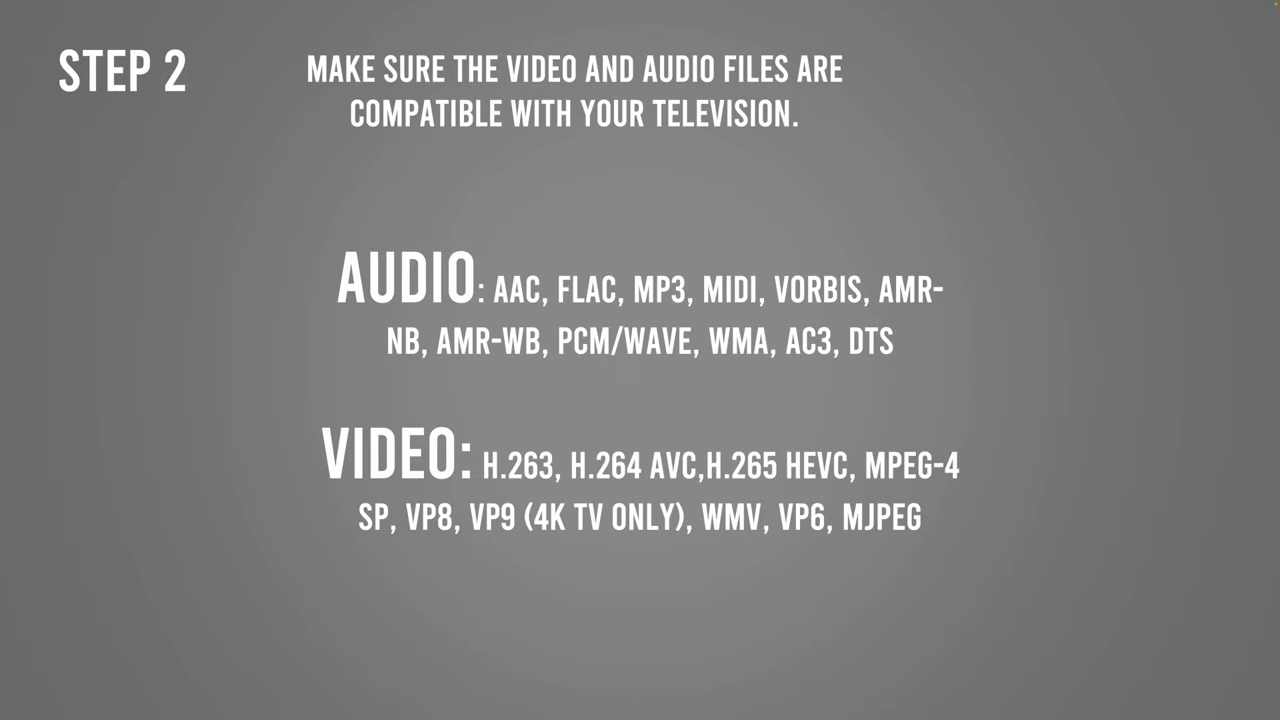 STEP 2
MAKE SURE THE VIDEO AND AUDIO FILES ARE
COMPATIBLE WITH YOUR TELEVISION.
AUDIO: AAC, FLAC, MP3, MIDI, VORBIS, AMR-
NB, AMR-WB, PCM/WAVE, WMA, AC3, DTS
VIDEO: H.263, H.264 AVC,H.265 HEVC, MPEG-4
SP, VP8, VP9 (4K TV ONLY), WMV, VP6, MJPEG